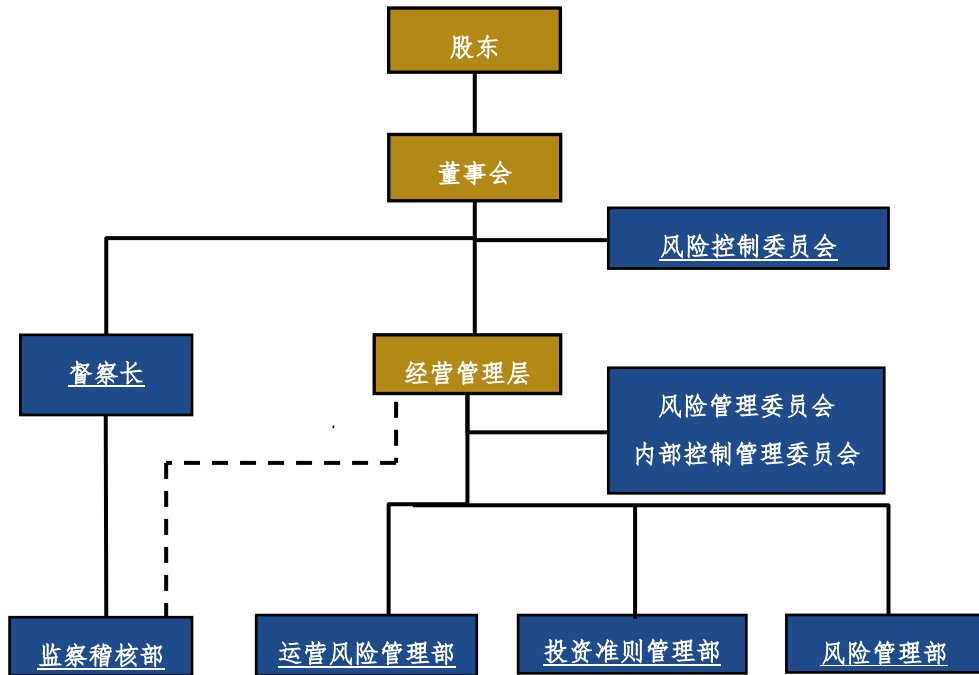 股东
董事会
风险控制委员会
督察长
经营管理层
风险管理委员会
内部控制管理委员会
监察稽核部
运营风险管理部
投资准则管理部
风险管理部